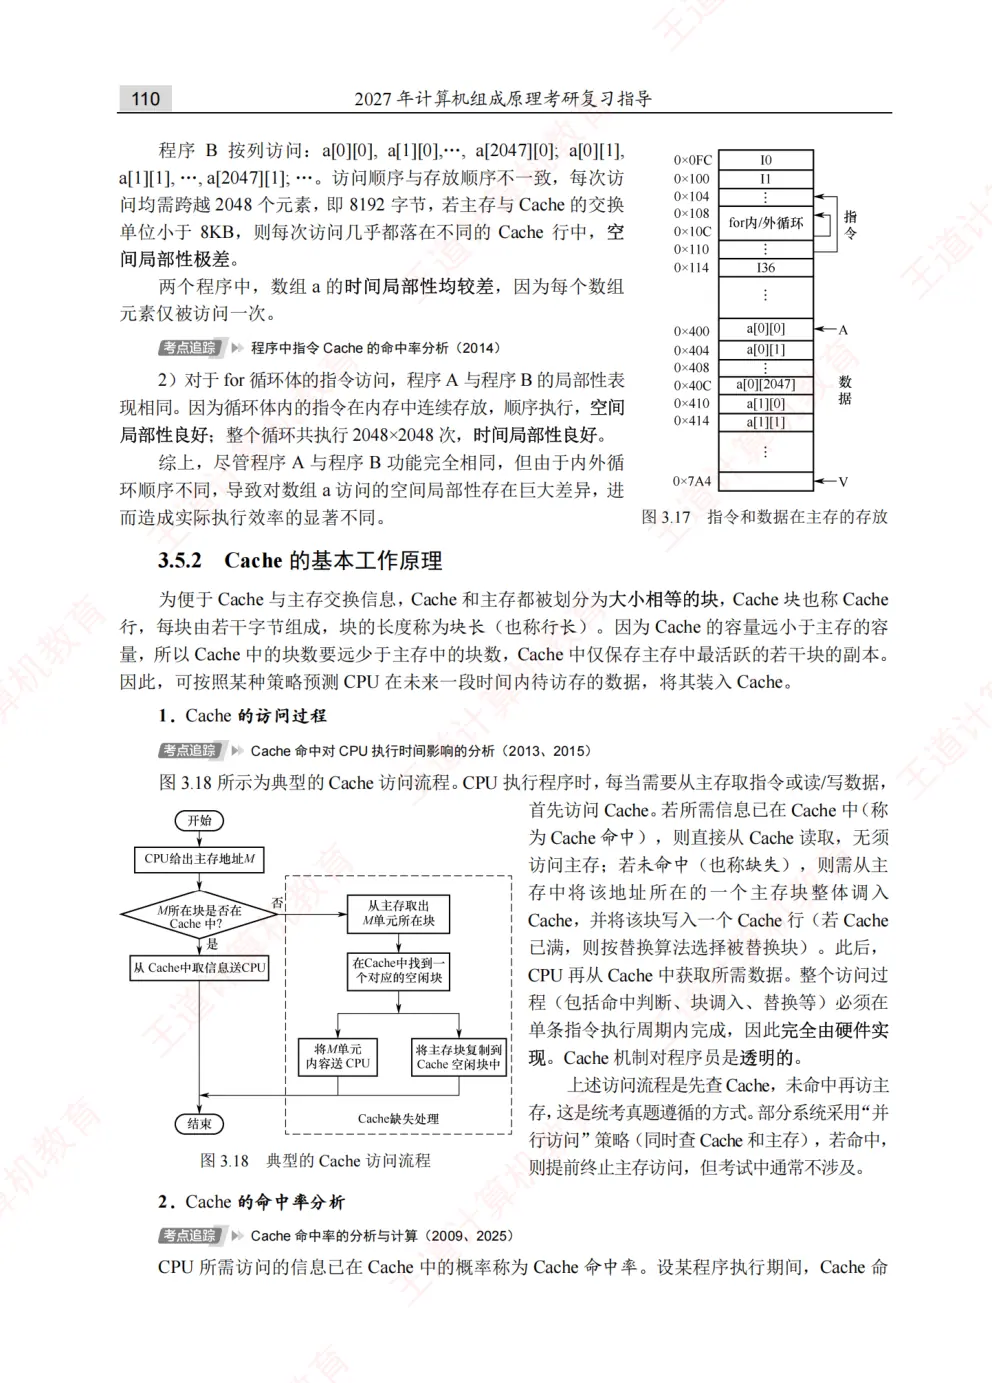 110
2027 年计算机组成原理考研复习指导
程序 B 按列访问：a[0][0], a[1][0],…, a[2047][0]; a[0][1],
a[1][1], …, a[2047][1]; …。访问顺序与存放顺序不一致，每次访
问均需跨越 2048 个元素，即 8192 字节，若主存与 Cache 的交换
单位小于 8KB，则每次访问几乎都落在不同的 Cache 行中，空
间局部性极差。
两个程序中，数组 a 的时间局部性均较差，因为每个数组
元素仅被访问一次。
考点追踪 程序中指令 Cache 的命中率分析（2014）
2）对于 for 循环体的指令访问，程序 A 与程序 B 的局部性表
现相同。因为循环体内的指令在内存中连续存放，顺序执行，空间
局部性良好；整个循环共执行 2048×2048 次，时间局部性良好。
综上，尽管程序 A 与程序 B 功能完全相同，但由于内外循
环顺序不同，导致对数组 a 访问的空间局部性存在巨大差异，进
而造成实际执行效率的显著不同。
0×0FC I0
0×100 I1
0×104 ⋮
0×108
for内/外循环
0×10C
0×110 ⋮
0×114 I36
⋮
指令
0×400 a[0][0] A
0×404 a[0][1]
0×408 ⋮
0×40C a[0][2047]
0×410 a[1][0]
0×414 a[1][1]
⋮
数据
0×7A4 V
图 3.17 指令和数据在主存的存放
3.5.2 Cache 的基本工作原理
为便于 Cache 与主存交换信息，Cache 和主存都被划分为大小相等的块，Cache 块也称 Cache
行，每块由若干字节组成，块的长度称为块长（也称行长）。因为 Cache 的容量远小于主存的容
量，所以 Cache 中的块数要远少于主存中的块数，Cache 中仅保存主存中最活跃的若干块的副本。
因此，可按照某种策略预测 CPU 在未来一段时间内待访存的数据，将其装入 Cache。
1．Cache 的访问过程
考点追踪 Cache 命中对 CPU 执行时间影响的分析（2013、2015）
图 3.18 所示为典型的 Cache 访问流程。CPU 执行程序时，每当需要从主存取指令或读/写数据，
首先访问 Cache。若所需信息已在 Cache 中（称
为 Cache 命中），则直接从 Cache 读取，无须
访问主存；若未命中（也称缺失），则需从主
存中将该地址所在的一个主存块整体调入
Cache，并将该块写入一个 Cache 行（若 Cache
已满，则按替换算法选择被替换块）。此后，
CPU 再从 Cache 中获取所需数据。整个访问过
程（包括命中判断、块调入、替换等）必须在
单条指令执行周期内完成，因此完全由硬件实
现。Cache 机制对程序员是透明的。
上述访问流程是先查 Cache，未命中再访主
存，这是统考真题遵循的方式。部分系统采用“并
行访问”策略（同时查 Cache 和主存），若命中，
则提前终止主存访问，但考试中通常不涉及。
开始
CPU给出主存地址M
M所在块是否在
Cache 中?
否
是
从 Cache中取信息送CPU
从主存取出
M单元所在块
在Cache中找到一
个对应的空闲块
将M单元
内容送 CPU
将主存块复制到
Cache 空闲块中
Cache缺失处理
结束
图 3.18 典型的 Cache 访问流程
2．Cache 的命中率分析
考点追踪 Cache 命中率的分析与计算（2009、2025）
CPU 所需访问的信息已在 Cache 中的概率称为 Cache 命中率。设某程序执行期间，Cache 命
王道计算机教育